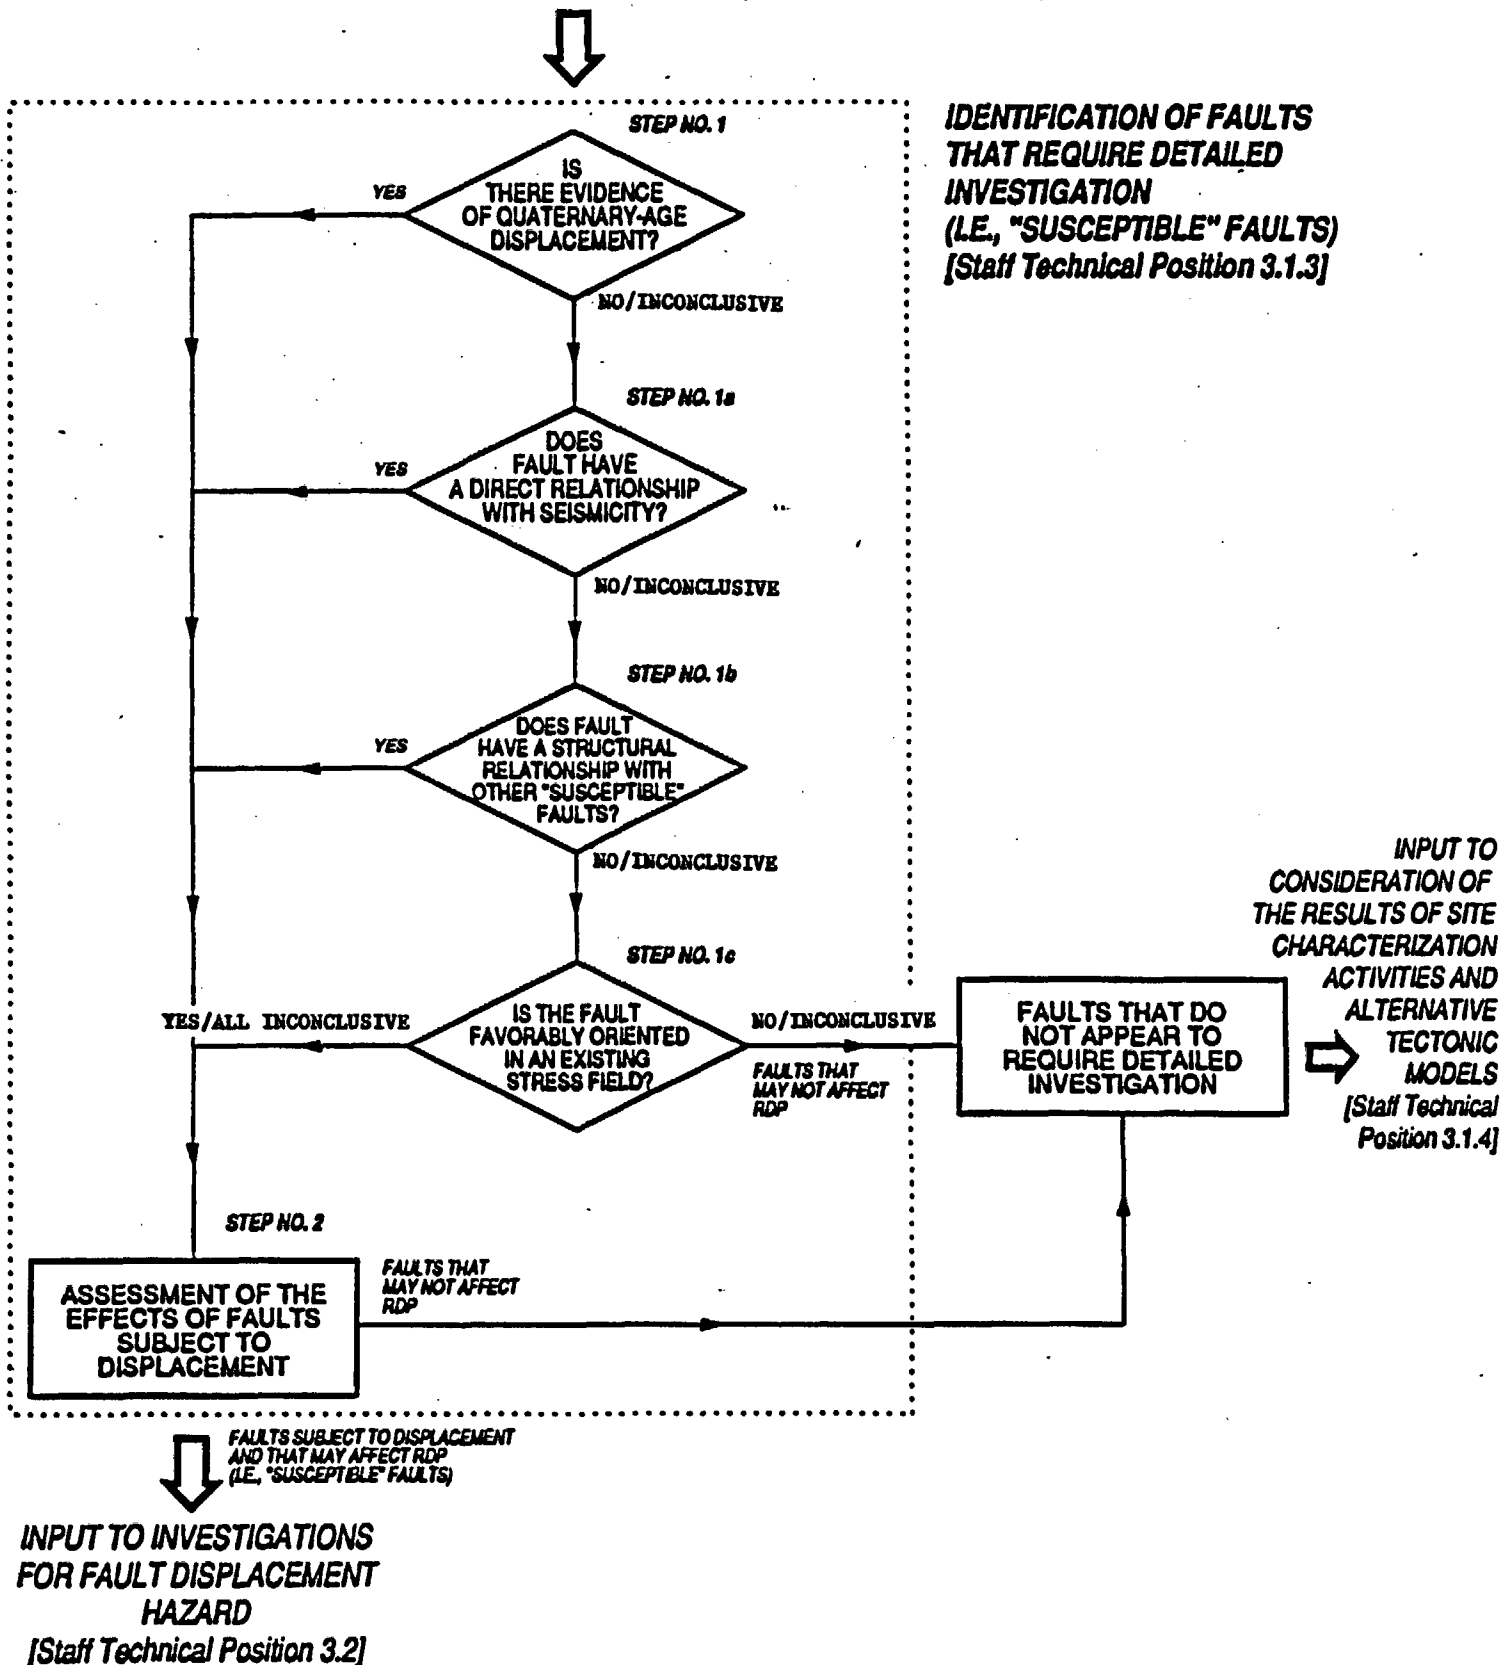 STEP NO. 1
IDENTIFICATION OF FAULTS
THAT REQUIRE DETAILED
INVESTIGATION
(I.E., "SUSCEPTIBLE" FAULTS)
[Staff Technical Position 3.1.3]
IS
THERE EVIDENCE
OF QUATERNARY-AGE
DISPLACEMENT?
YES
NO/INCONCLUSIVE
STEP NO. 1a
DOES
FAULT HAVE
A DIRECT RELATIONSHIP
WITH SEISMICITY?
YES
NO/INCONCLUSIVE
STEP NO. 1b
DOES FAULT
HAVE A STRUCTURAL
RELATIONSHIP WITH
OTHER "SUSCEPTIBLE"
FAULTS?
YES
NO/INCONCLUSIVE
STEP NO. 1c
IS THE FAULT
FAVORABLY ORIENTED
IN AN EXISTING
STRESS FIELD?
YES/ALL INCONCLUSIVE
NO/INCONCLUSIVE
FAULTS THAT
MAY NOT AFFECT
RDP
FAULTS THAT DO
NOT APPEAR TO
REQUIRE DETAILED
INVESTIGATION
INPUT TO
CONSIDERATION OF
THE RESULTS OF SITE
CHARACTERIZATION
ACTIVITIES AND
ALTERNATIVE
TECTONIC
MODELS
[Staff Technical
Position 3.1.4]
STEP NO. 2
ASSESSMENT OF THE
EFFECTS OF FAULTS
SUBJECT TO
DISPLACEMENT
FAULTS THAT
MAY NOT AFFECT
RDP
FAULTS SUBJECT TO DISPLACEMENT
AND THAT MAY AFFECT RDP
(I.E., "SUSCEPTIBLE" FAULTS)
INPUT TO INVESTIGATIONS
FOR FAULT DISPLACEMENT
HAZARD
[Staff Technical Position 3.2]